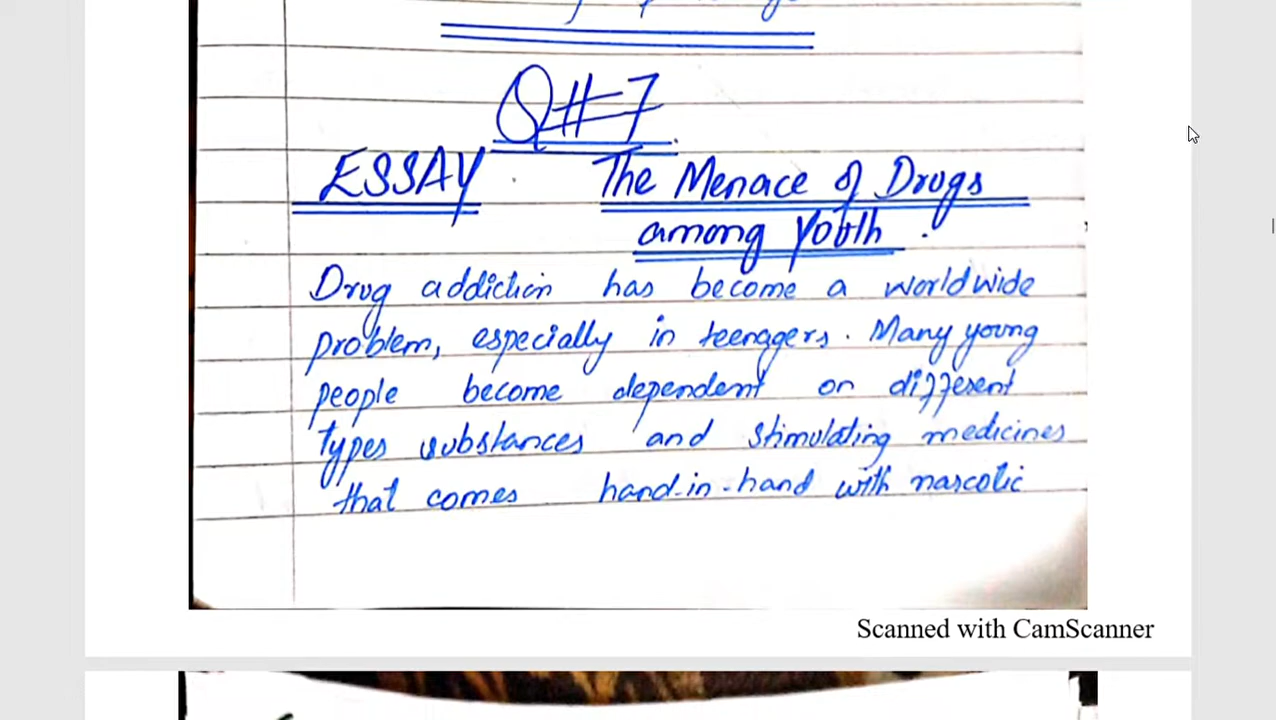 Q#7
ESSAY The Menace of Drugs
among Youth.
Drug addiction has become a worldwide
problem, especially in teenagers. Many young
people become dependent on different
types substances and stimulating medicines
that comes hand-in-hand with narcotic
Scanned with CamScanner